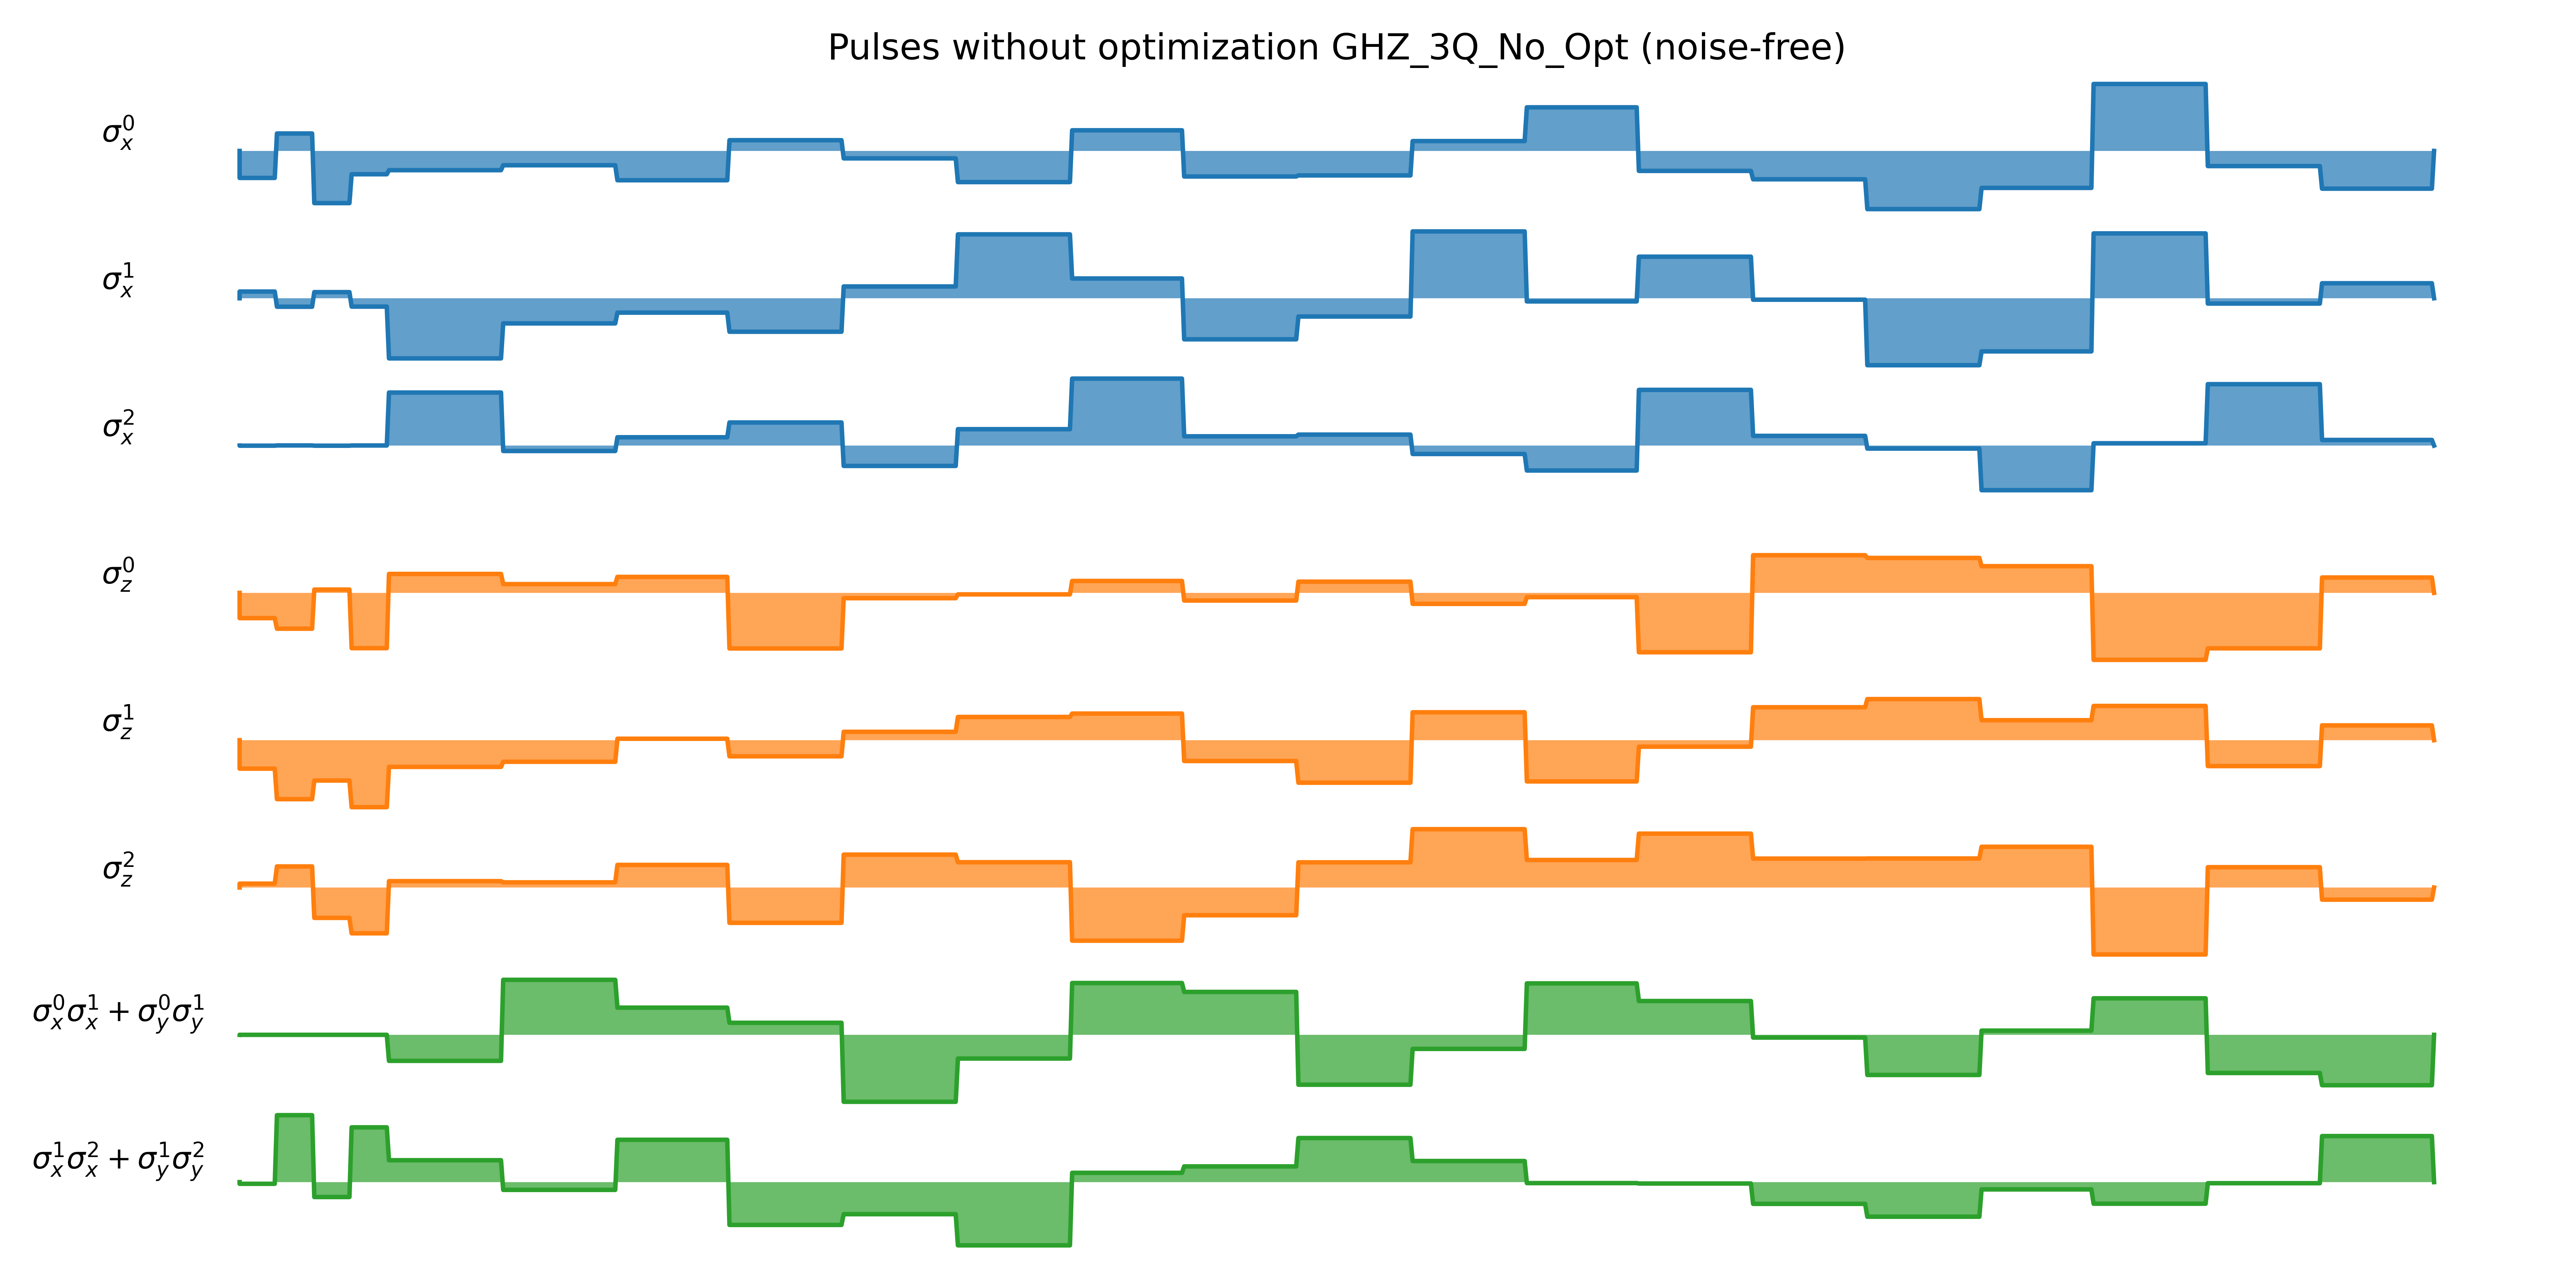 Pulses without optimization GHZ_3Q_No_Opt (noise-free)
σ_x^0
σ_x^1
σ_x^2
σ_z^0
σ_z^1
σ_z^2
σ_x^0σ_x^1 + σ_y^0σ_y^1
σ_x^1σ_x^2 + σ_y^1σ_y^2